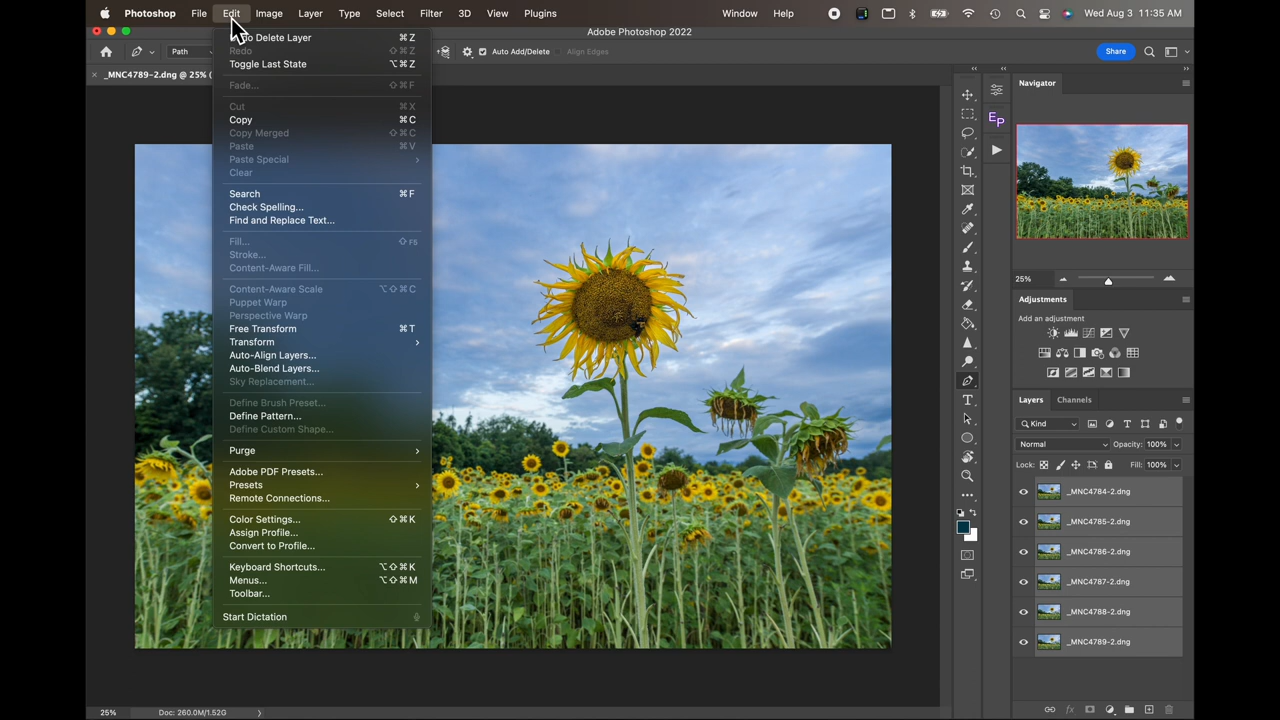 Photoshop File Edit Image Layer Type Select Filter 3D View Plugins Window Help Wed Aug 3 11:35 AM
Adobe Photoshop 2022
Path Auto Add/Delete Align Edges Share
× _MNC4789-2.dng @ 25% (
Delete Layer ⌘Z
Redo ⇧⌘Z
Toggle Last State ⌥⌘Z
Fade... ⇧⌘F
Cut ⌘X
Copy ⌘C
Copy Merged ⇧⌘C
Paste ⌘V
Paste Special >
Clear
Search ⌘F
Check Spelling...
Find and Replace Text...
Fill... ⇧F5
Stroke...
Content-Aware Fill...
Content-Aware Scale ⌥⇧⌘C
Puppet Warp
Perspective Warp
Free Transform ⌘T
Transform >
Auto-Align Layers...
Auto-Blend Layers...
Sky Replacement...
Define Brush Preset...
Define Pattern...
Define Custom Shape...
Purge >
Adobe PDF Presets...
Presets >
Remote Connections...
Color Settings... ⇧⌘K
Assign Profile...
Convert to Profile...
Keyboard Shortcuts... ⌥⇧⌘K
Menus... ⌥⇧⌘M
Toolbar...
Start Dictation
EP
Navigator
25%
Adjustments
Add an adjustment
Layers Channels
Kind
Normal Opacity: 100%
Lock: Fill: 100%
_MNC4784-2.dng
_MNC4785-2.dng
_MNC4786-2.dng
_MNC4787-2.dng
_MNC4788-2.dng
_MNC4789-2.dng
25% Doc: 260.0M/1.52G >